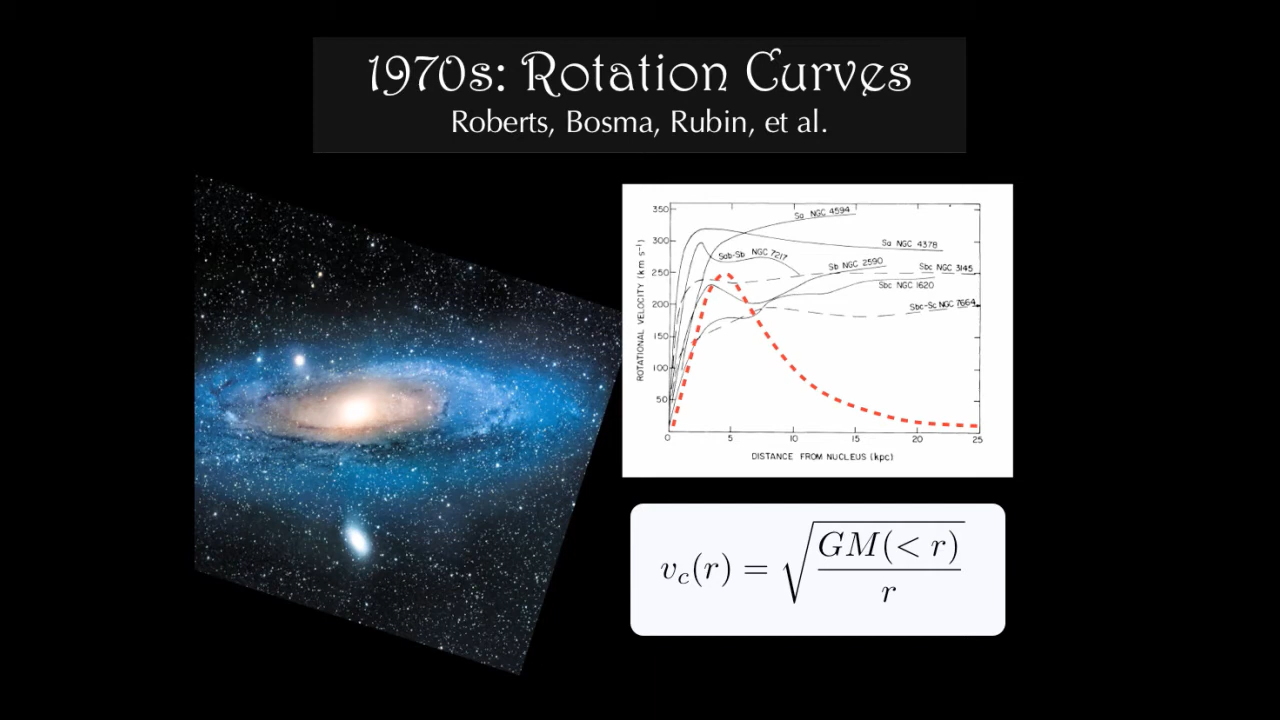 1970s: Rotation Curves
Roberts, Bosma, Rubin, et al.
350
300
250
200
150
100
50
ROTATIONAL VELOCITY (km s⁻¹)
Sa NGC 4594
Sa NGC 4378
Sab-Sb NGC 7217
Sb NGC 2590
Sbc NGC 3145
Sbc NGC 1620
Sbc-Sc NGC 7664
0 5 10 15 20 25
DISTANCE FROM NUCLEUS (kpc)
v_c(r) = √(GM(< r)/r)